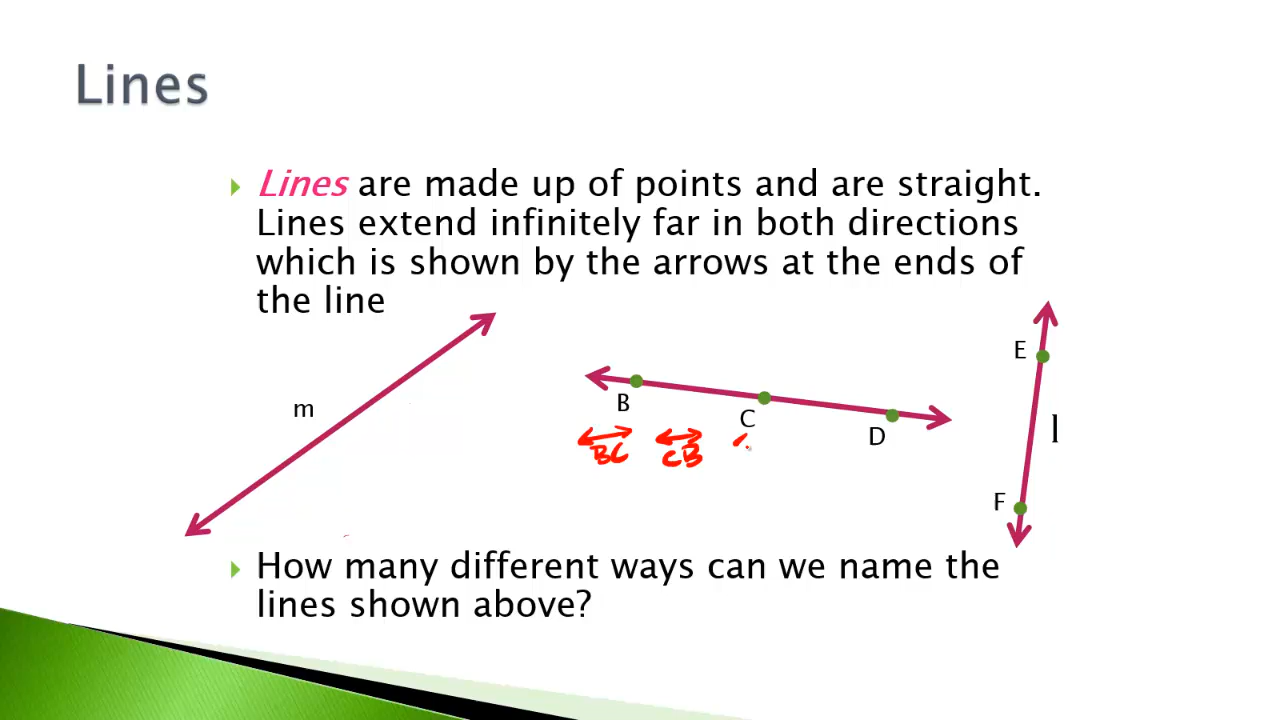 Lines
Lines are made up of points and are straight.
Lines extend infinitely far in both directions
which is shown by the arrows at the ends of
the line
m
B
C
D
E
F
l
BC CB
How many different ways can we name the
lines shown above?